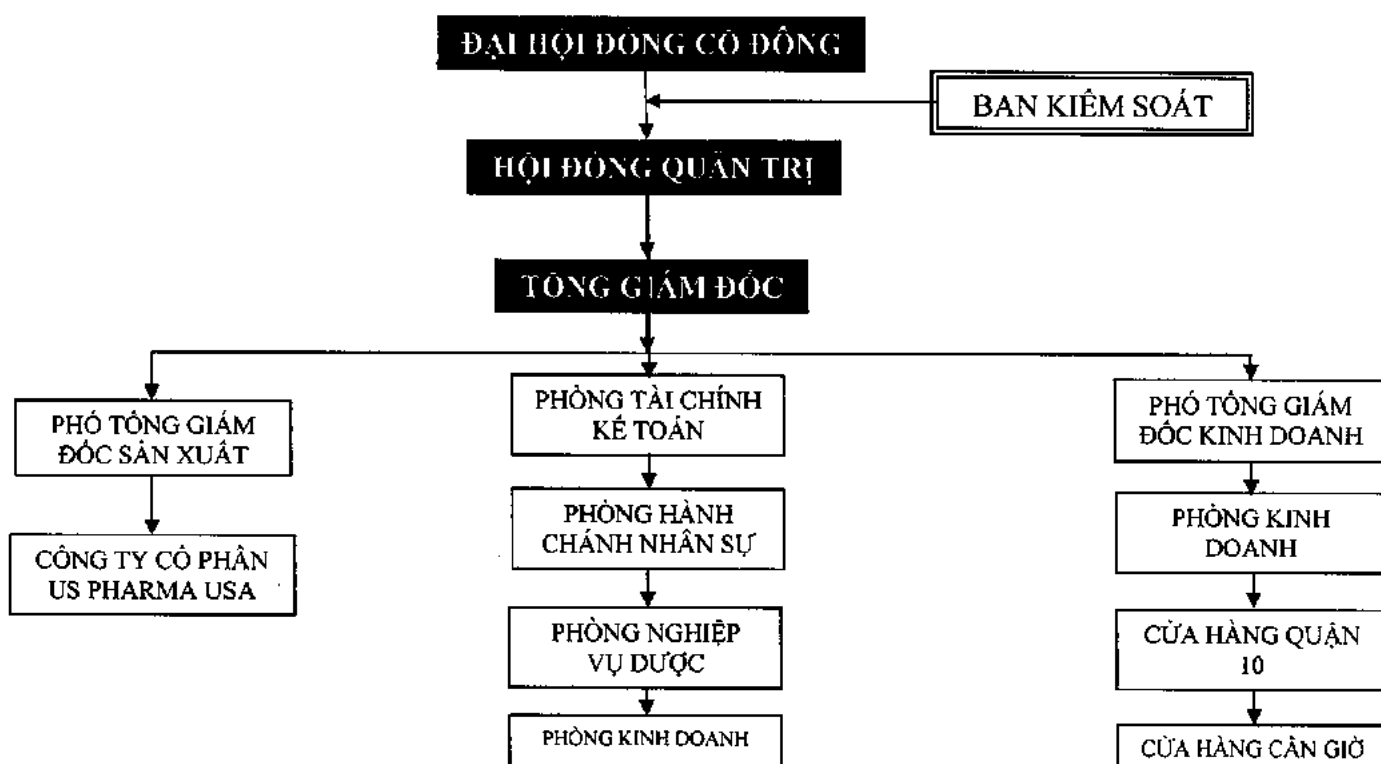 ĐẠI HỘI ĐỒNG CỔ ĐÔNG
BAN KIỂM SOÁT
HỘI ĐỒNG QUẢN TRỊ
TỔNG GIÁM ĐỐC
PHÓ TỔNG GIÁM
ĐỐC SẢN XUẤT
CÔNG TY CỔ PHẦN
US PHARMA USA
PHÒNG TÀI CHÍNH
KẾ TOÁN
PHÒNG HÀNH
CHÁNH NHÂN SỰ
PHÒNG NGHIỆP
VỤ DƯỢC
PHÒNG KINH DOANH
PHÓ TỔNG GIÁM
ĐỐC KINH DOANH
PHÒNG KINH
DOANH
CỬA HÀNG QUẬN
10
CỬA HÀNG CẦN GIỜ